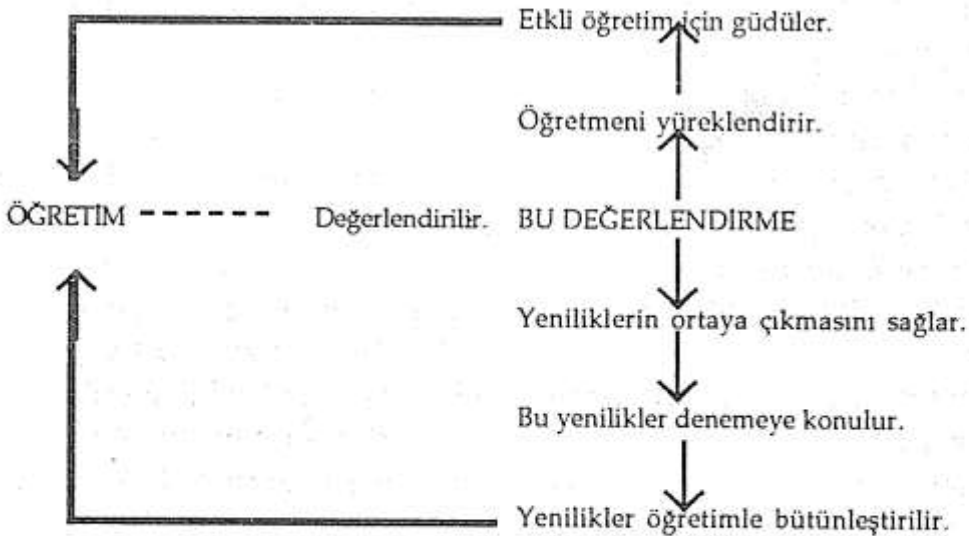 Etkli öğretim için güdüler.
Öğretmeni yüreklendirir.
ÖĞRETİM ---- Değerlendirilir. BU DEĞERLENDİRME
Yeniliklerin ortaya çıkmasını sağlar.
Bu yenilikler denemeye konulur.
Yenilikler öğretimle bütünleştirilir.